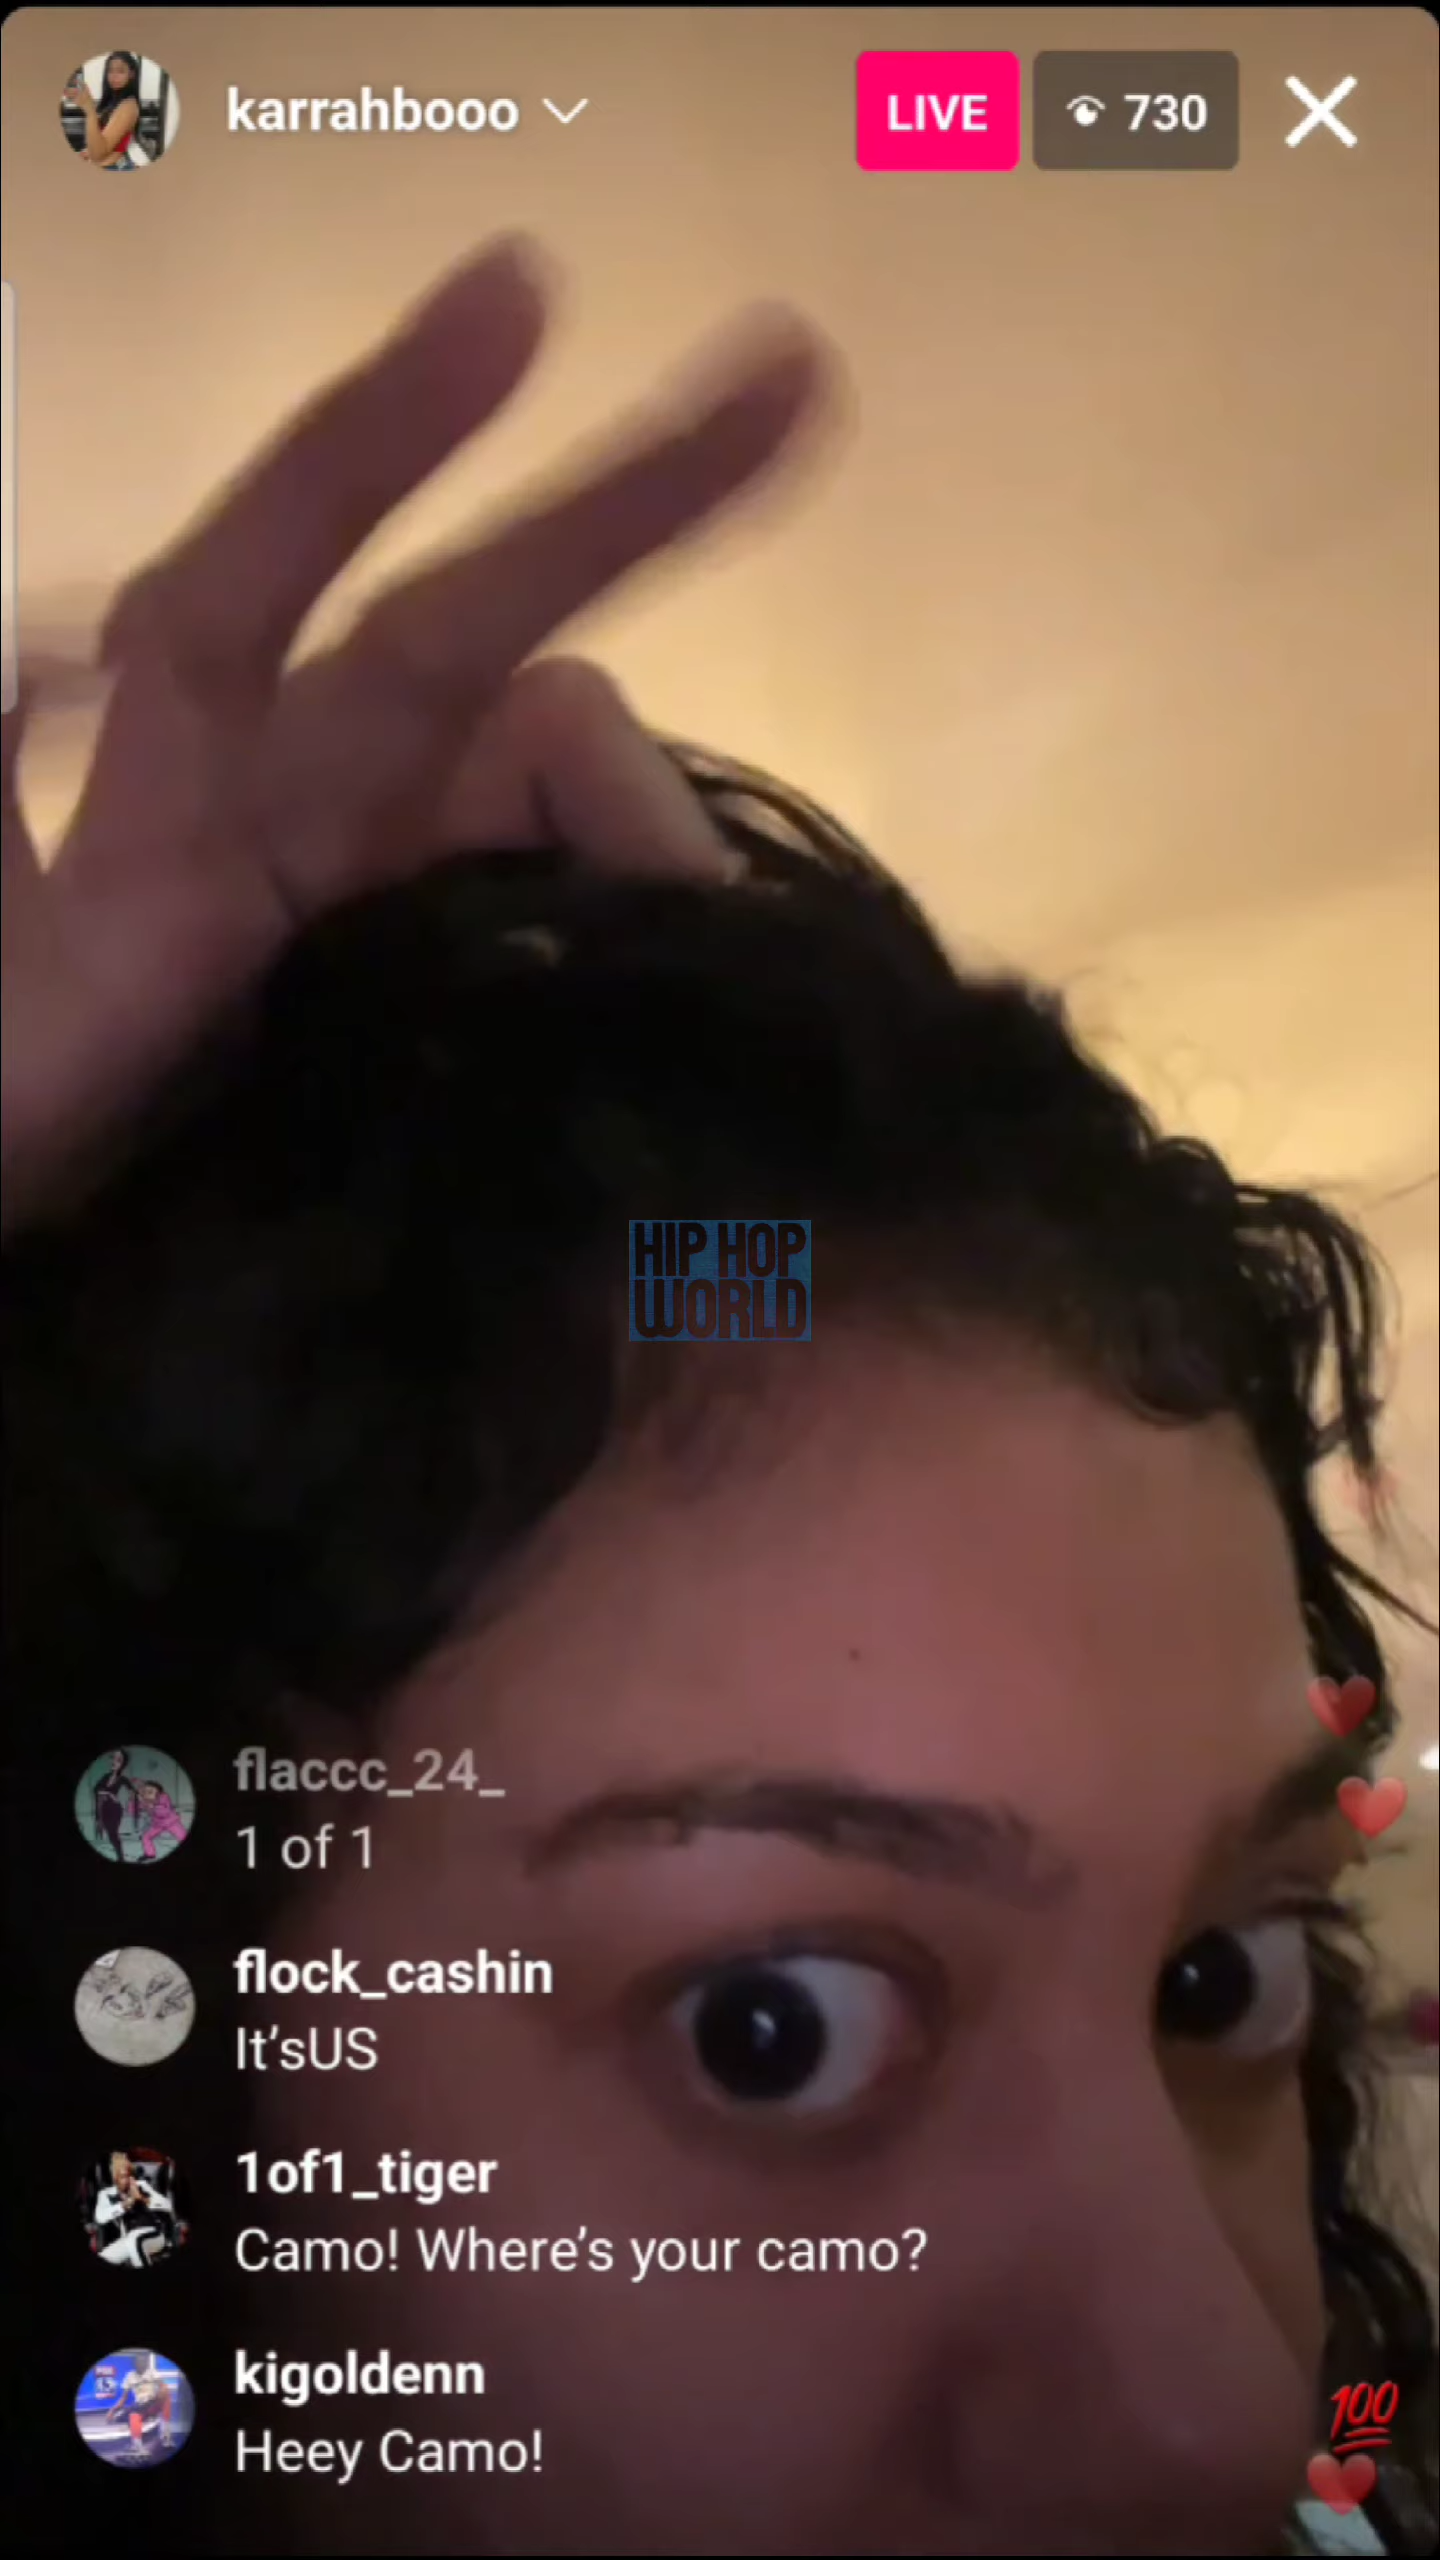 karrahbooo
LIVE
730
HIP HOP
WORLD
flaccc_24_
1 of 1
flock_cashin
It'sUS
1of1_tiger
Camo! Where's your camo?
kigoldenn
Heey Camo!
100